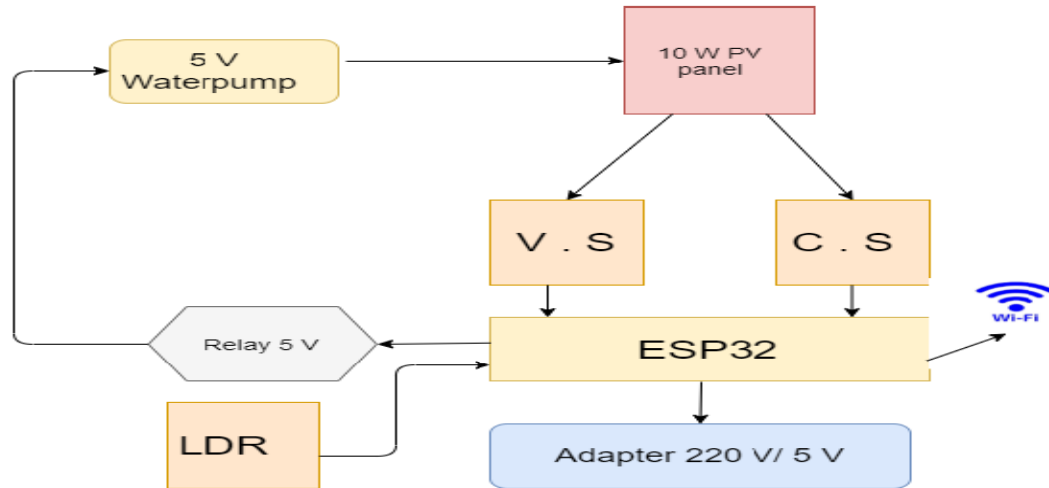 5 V
Waterpump
10 W PV
panel
V . S
C . S
Wi-Fi
Relay 5 V
ESP32
LDR
Adapter 220 V/ 5 V